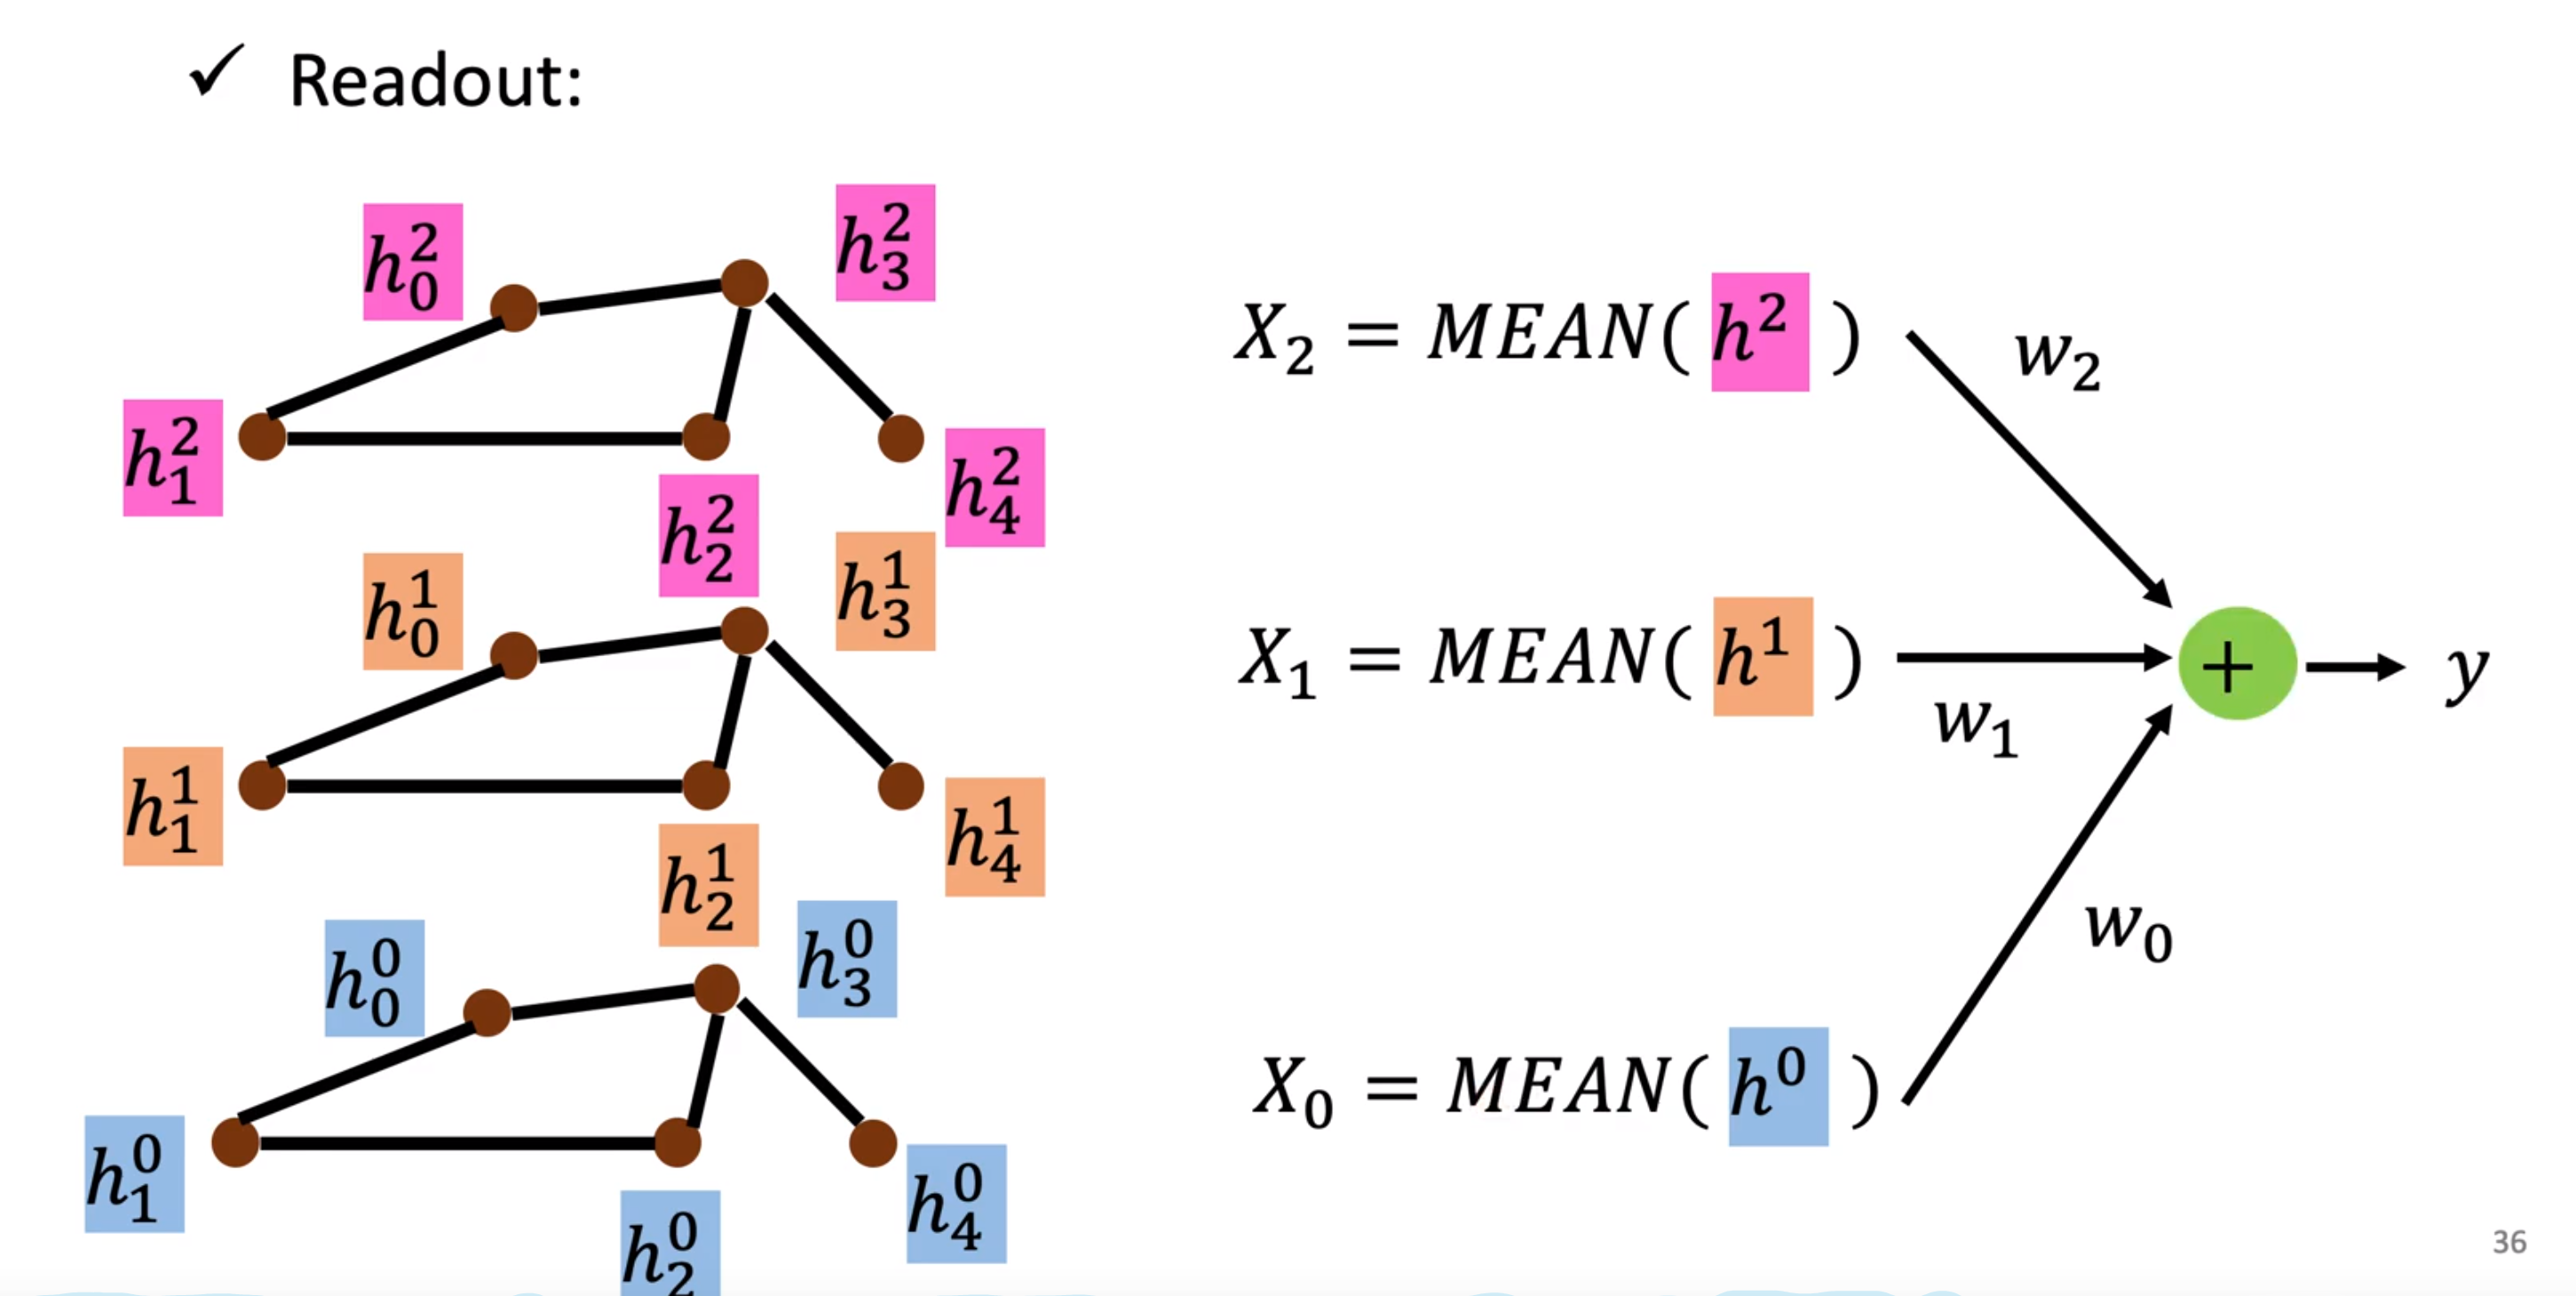 ✓ Readout:
h_0^2
h_3^2
h_1^2
h_2^2
h_4^2
X_2 = MEAN( h^2 )
w_2
h_0^1
h_3^1
h_1^1
h_2^1
h_4^1
X_1 = MEAN( h^1 )
w_1
+
y
h_0^0
h_3^0
h_1^0
h_2^0
h_4^0
X_0 = MEAN( h^0 )
w_0
36